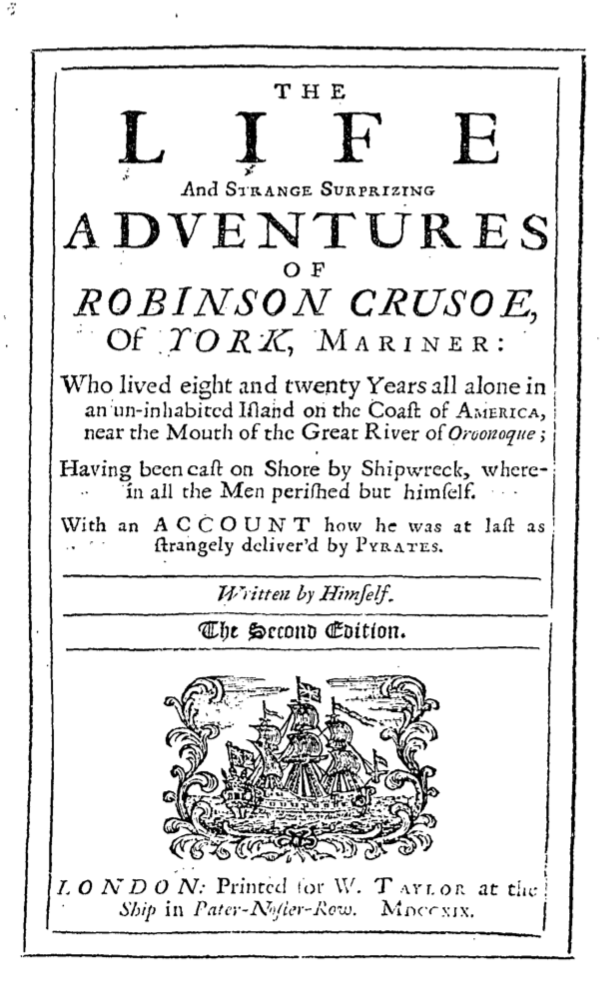 THE
LIFE
And STRANGE SURPRIZING
ADVENTURES
OF
ROBINSON CRUSOE,
Of YORK, MARINER:
Who lived eight and twenty Years all alone in
an un-inhabited Iſland on the Coaſt of AMERICA,
near the Mouth of the Great River of Oroonoque;
Having been caſt on Shore by Shipwreck, where-
in all the Men periſhed but himſelf.
With an ACCOUNT how he was at laſt as
ſtrangely deliver'd by PYRATES.
Written by Himſelf.
The Second Edition.
LONDON: Printed for W. TAYLOR at the
Ship in Pater-Noſter-Row. MDCCXIX.